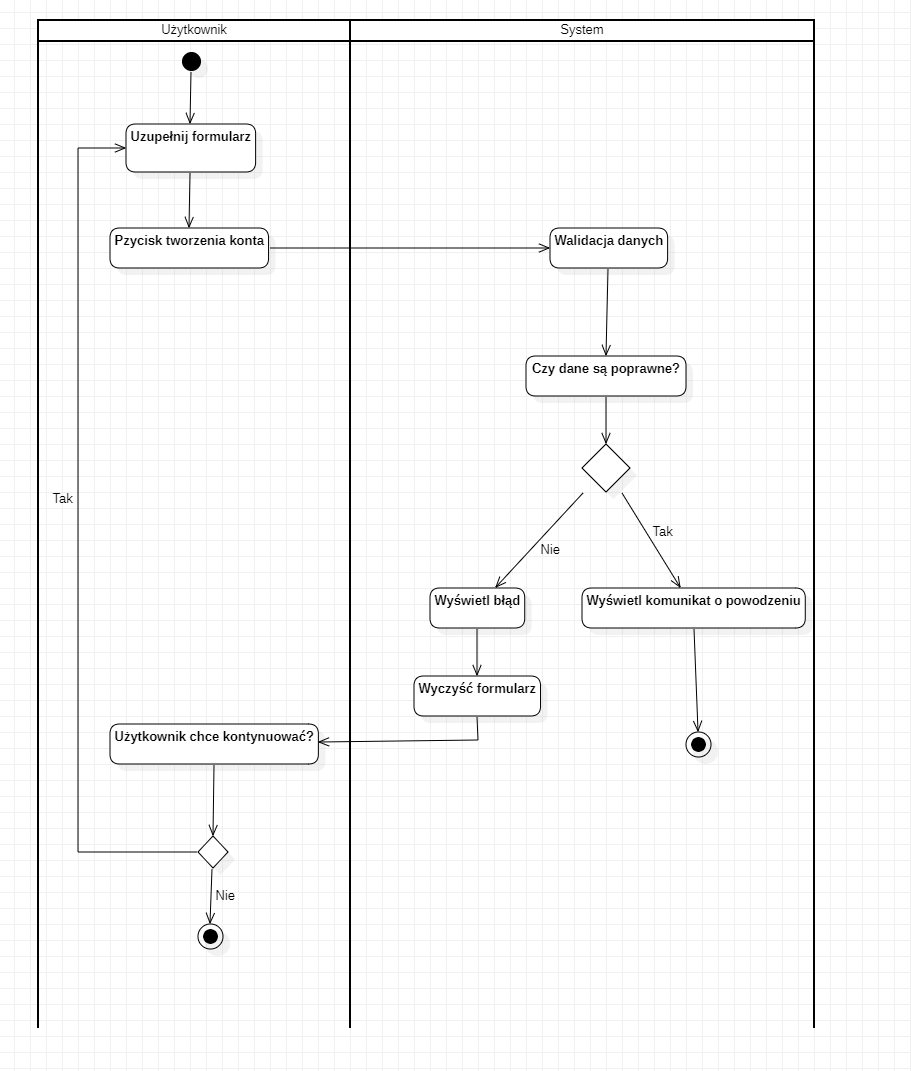 Użytkownik
System
Uzupełnij formularz
Pzycisk tworzenia konta
Walidacja danych
Czy dane są poprawne?
Tak
Tak
Nie
Wyświetl błąd
Wyświetl komunikat o powodzeniu
Wyczyść formularz
Użytkownik chce kontynuować?
Nie